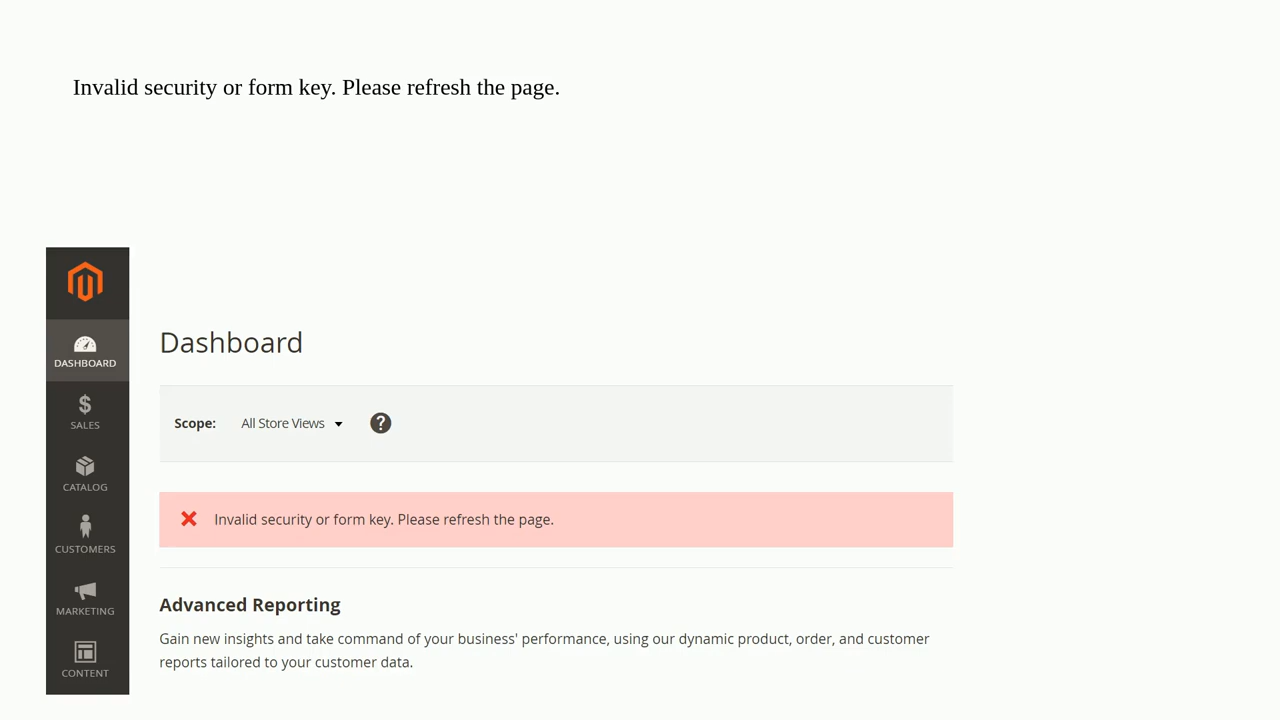 Invalid security or form key. Please refresh the page.
DASHBOARD
SALES
CATALOG
CUSTOMERS
MARKETING
CONTENT
Dashboard
Scope: All Store Views ?
Invalid security or form key. Please refresh the page.
Advanced Reporting
Gain new insights and take command of your business' performance, using our dynamic product, order, and customer
reports tailored to your customer data.